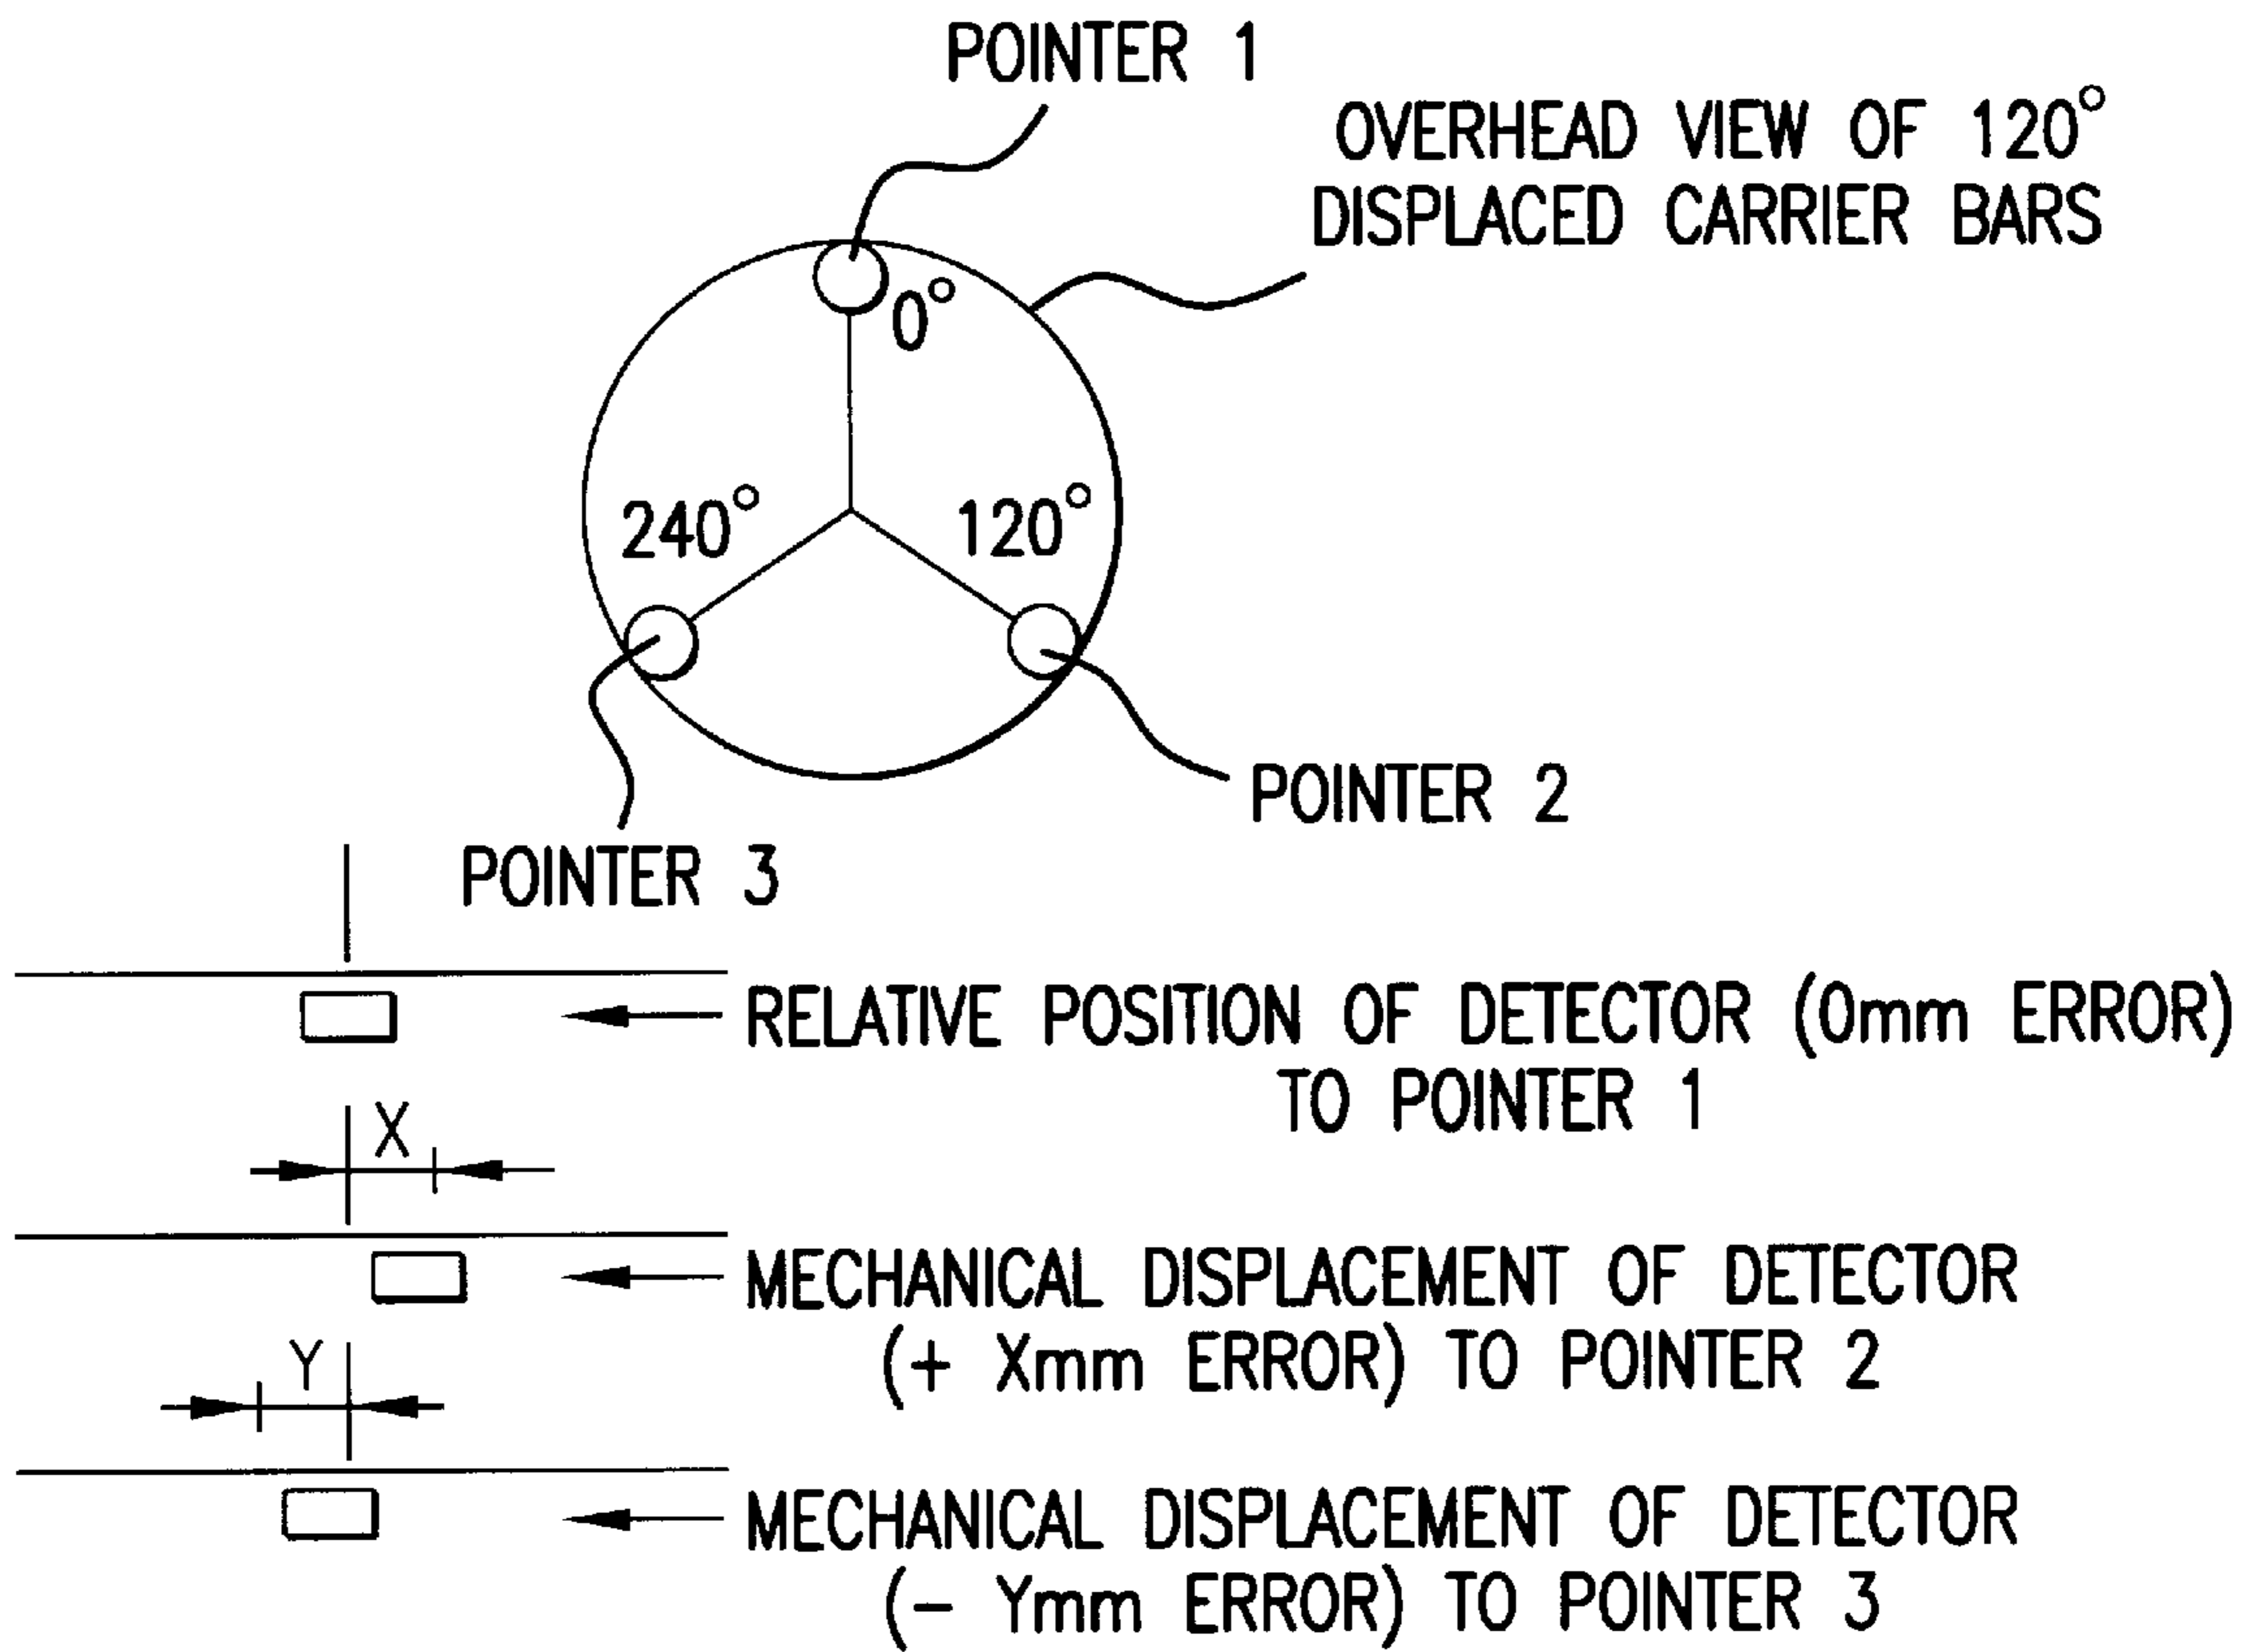 POINTER 1
OVERHEAD VIEW OF 120°
DISPLACED CARRIER BARS
0°
240°
120°
POINTER 2
POINTER 3
RELATIVE POSITION OF DETECTOR (0mm ERROR)
TO POINTER 1
X
MECHANICAL DISPLACEMENT OF DETECTOR
(+ Xmm ERROR) TO POINTER 2
Y
MECHANICAL DISPLACEMENT OF DETECTOR
(- Ymm ERROR) TO POINTER 3